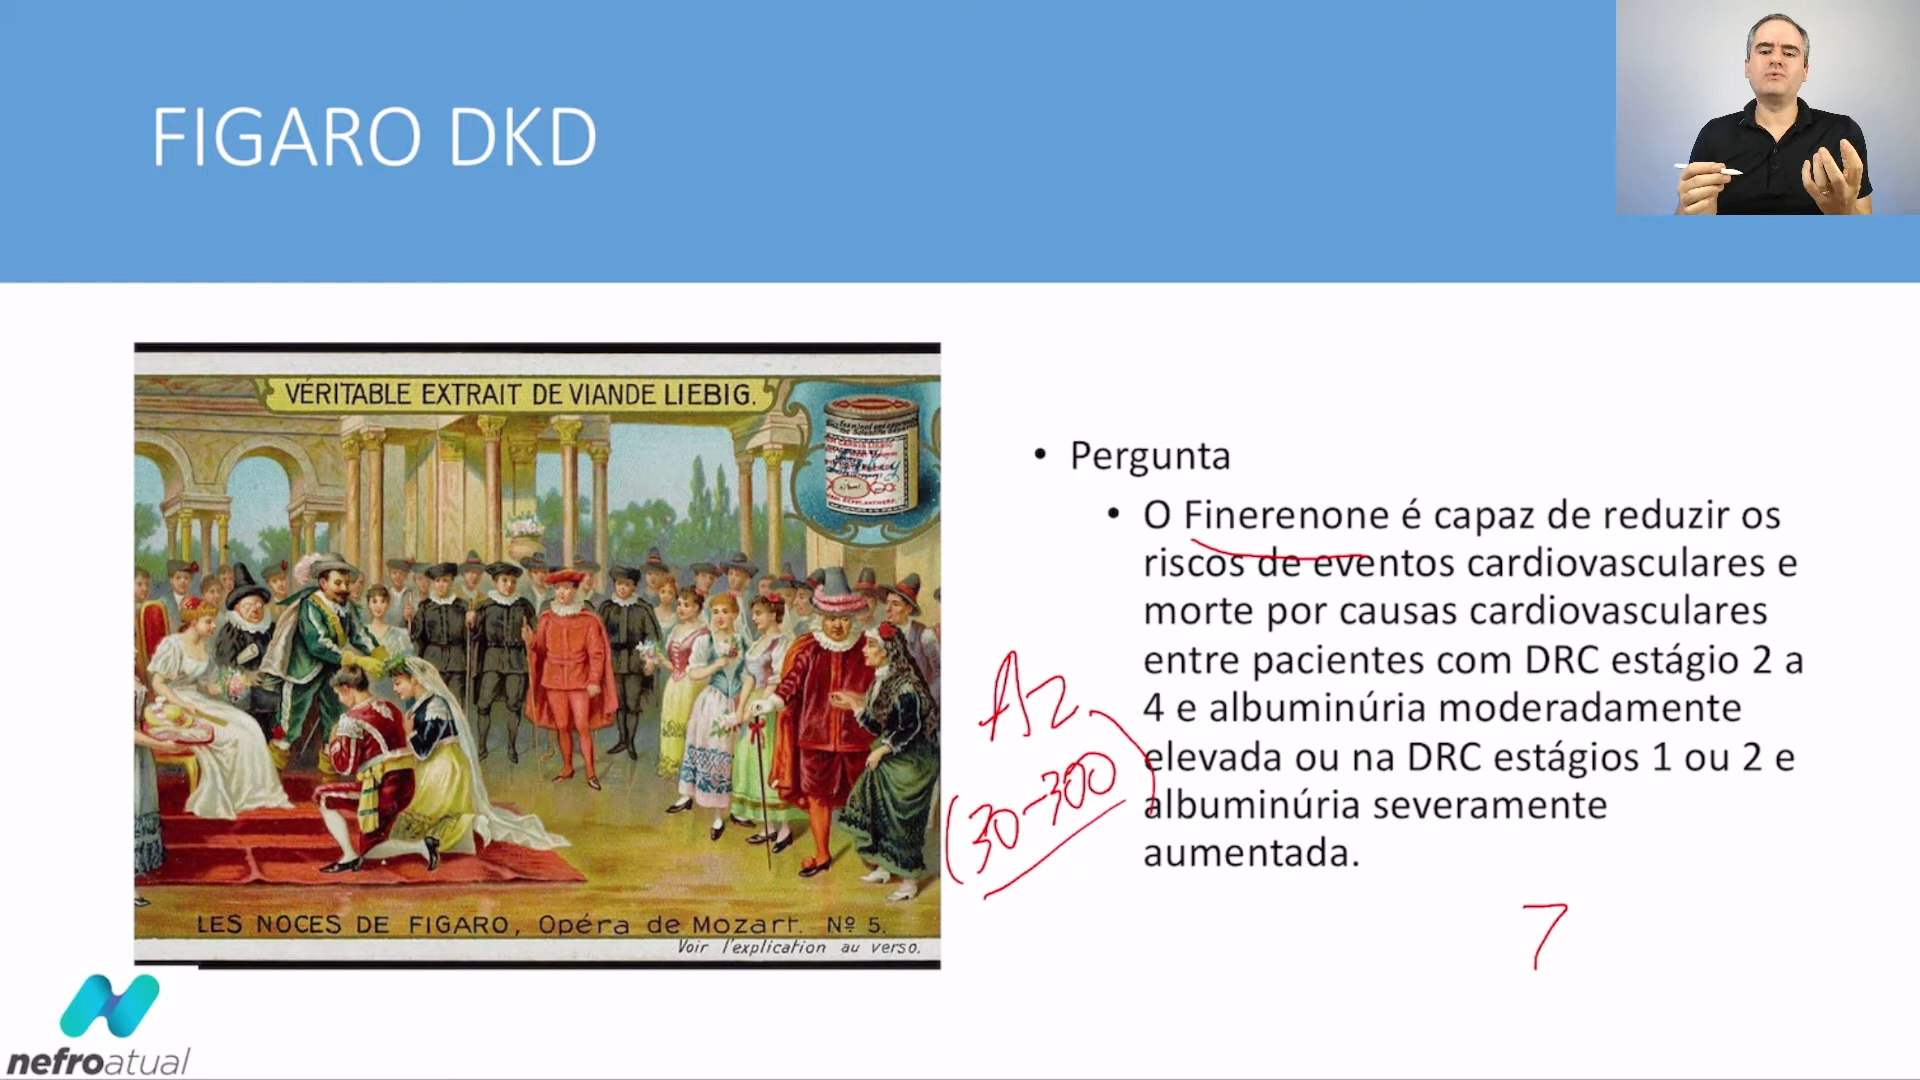 FIGARO DKD
VÉRITABLE EXTRAIT DE VIANDE LIEBIG.
• Pergunta
• O Finerenone é capaz de reduzir os
riscos de eventos cardiovasculares e
morte por causas cardiovasculares
entre pacientes com DRC estágio 2 a
4 e albuminúria moderadamente
elevada ou na DRC estágios 1 ou 2 e
albuminúria severamente
aumentada.
A2
(30-300
7
LES NOCES DE FIGARO, Opéra de Mozart. Nº 5.
Voir l'explication au verso.
nefroatual